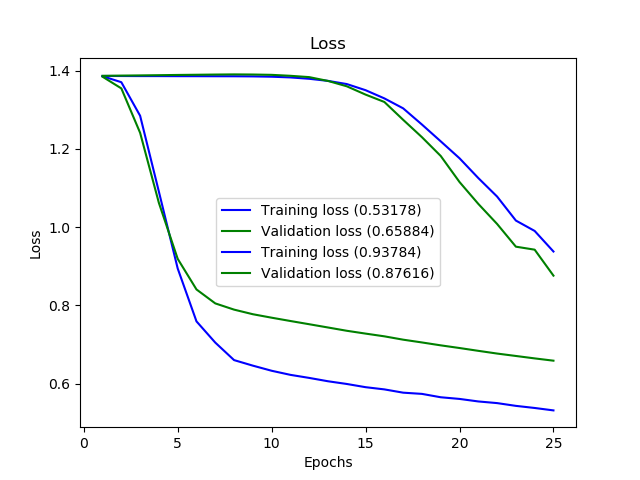 Loss
1.4
1.2
1.0
0.8
0.6
Loss
Training loss (0.53178)
Validation loss (0.65884)
Training loss (0.93784)
Validation loss (0.87616)
0 5 10 15 20 25
Epochs